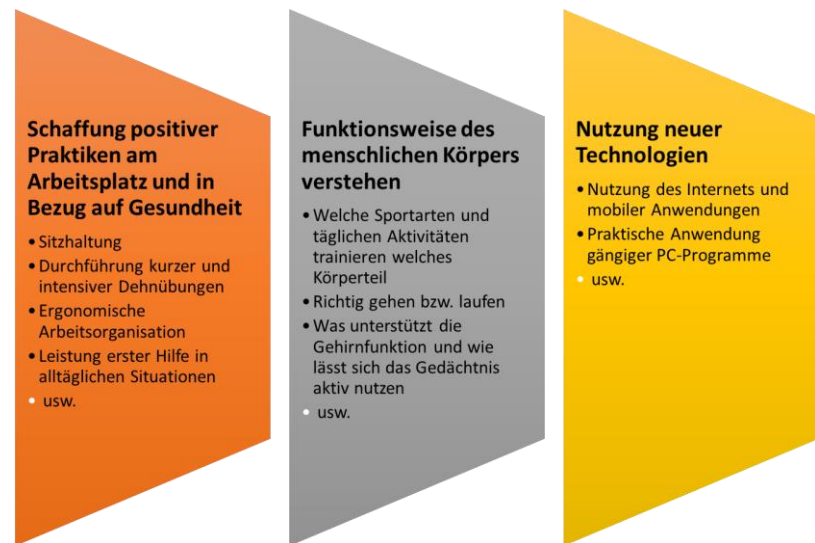 Schaffung positiver
Praktiken am
Arbeitsplatz und in
Bezug auf Gesundheit
• Sitzhaltung
• Durchführung kurzer und
intensiver Dehnübungen
• Ergonomische
Arbeitsorganisation
• Leistung erster Hilfe in
alltäglichen Situationen
• usw.
Funktionsweise des
menschlichen Körpers
verstehen
• Welche Sportarten und
täglichen Aktivitäten
trainieren welches
Körperteil
• Richtig gehen bzw. laufen
• Was unterstützt die
Gehirnfunktion und wie
lässt sich das Gedächtnis
aktiv nutzen
• usw.
Nutzung neuer
Technologien
• Nutzung des Internets und
mobiler Anwendungen
• Praktische Anwendung
gängiger PC-Programme
• usw.